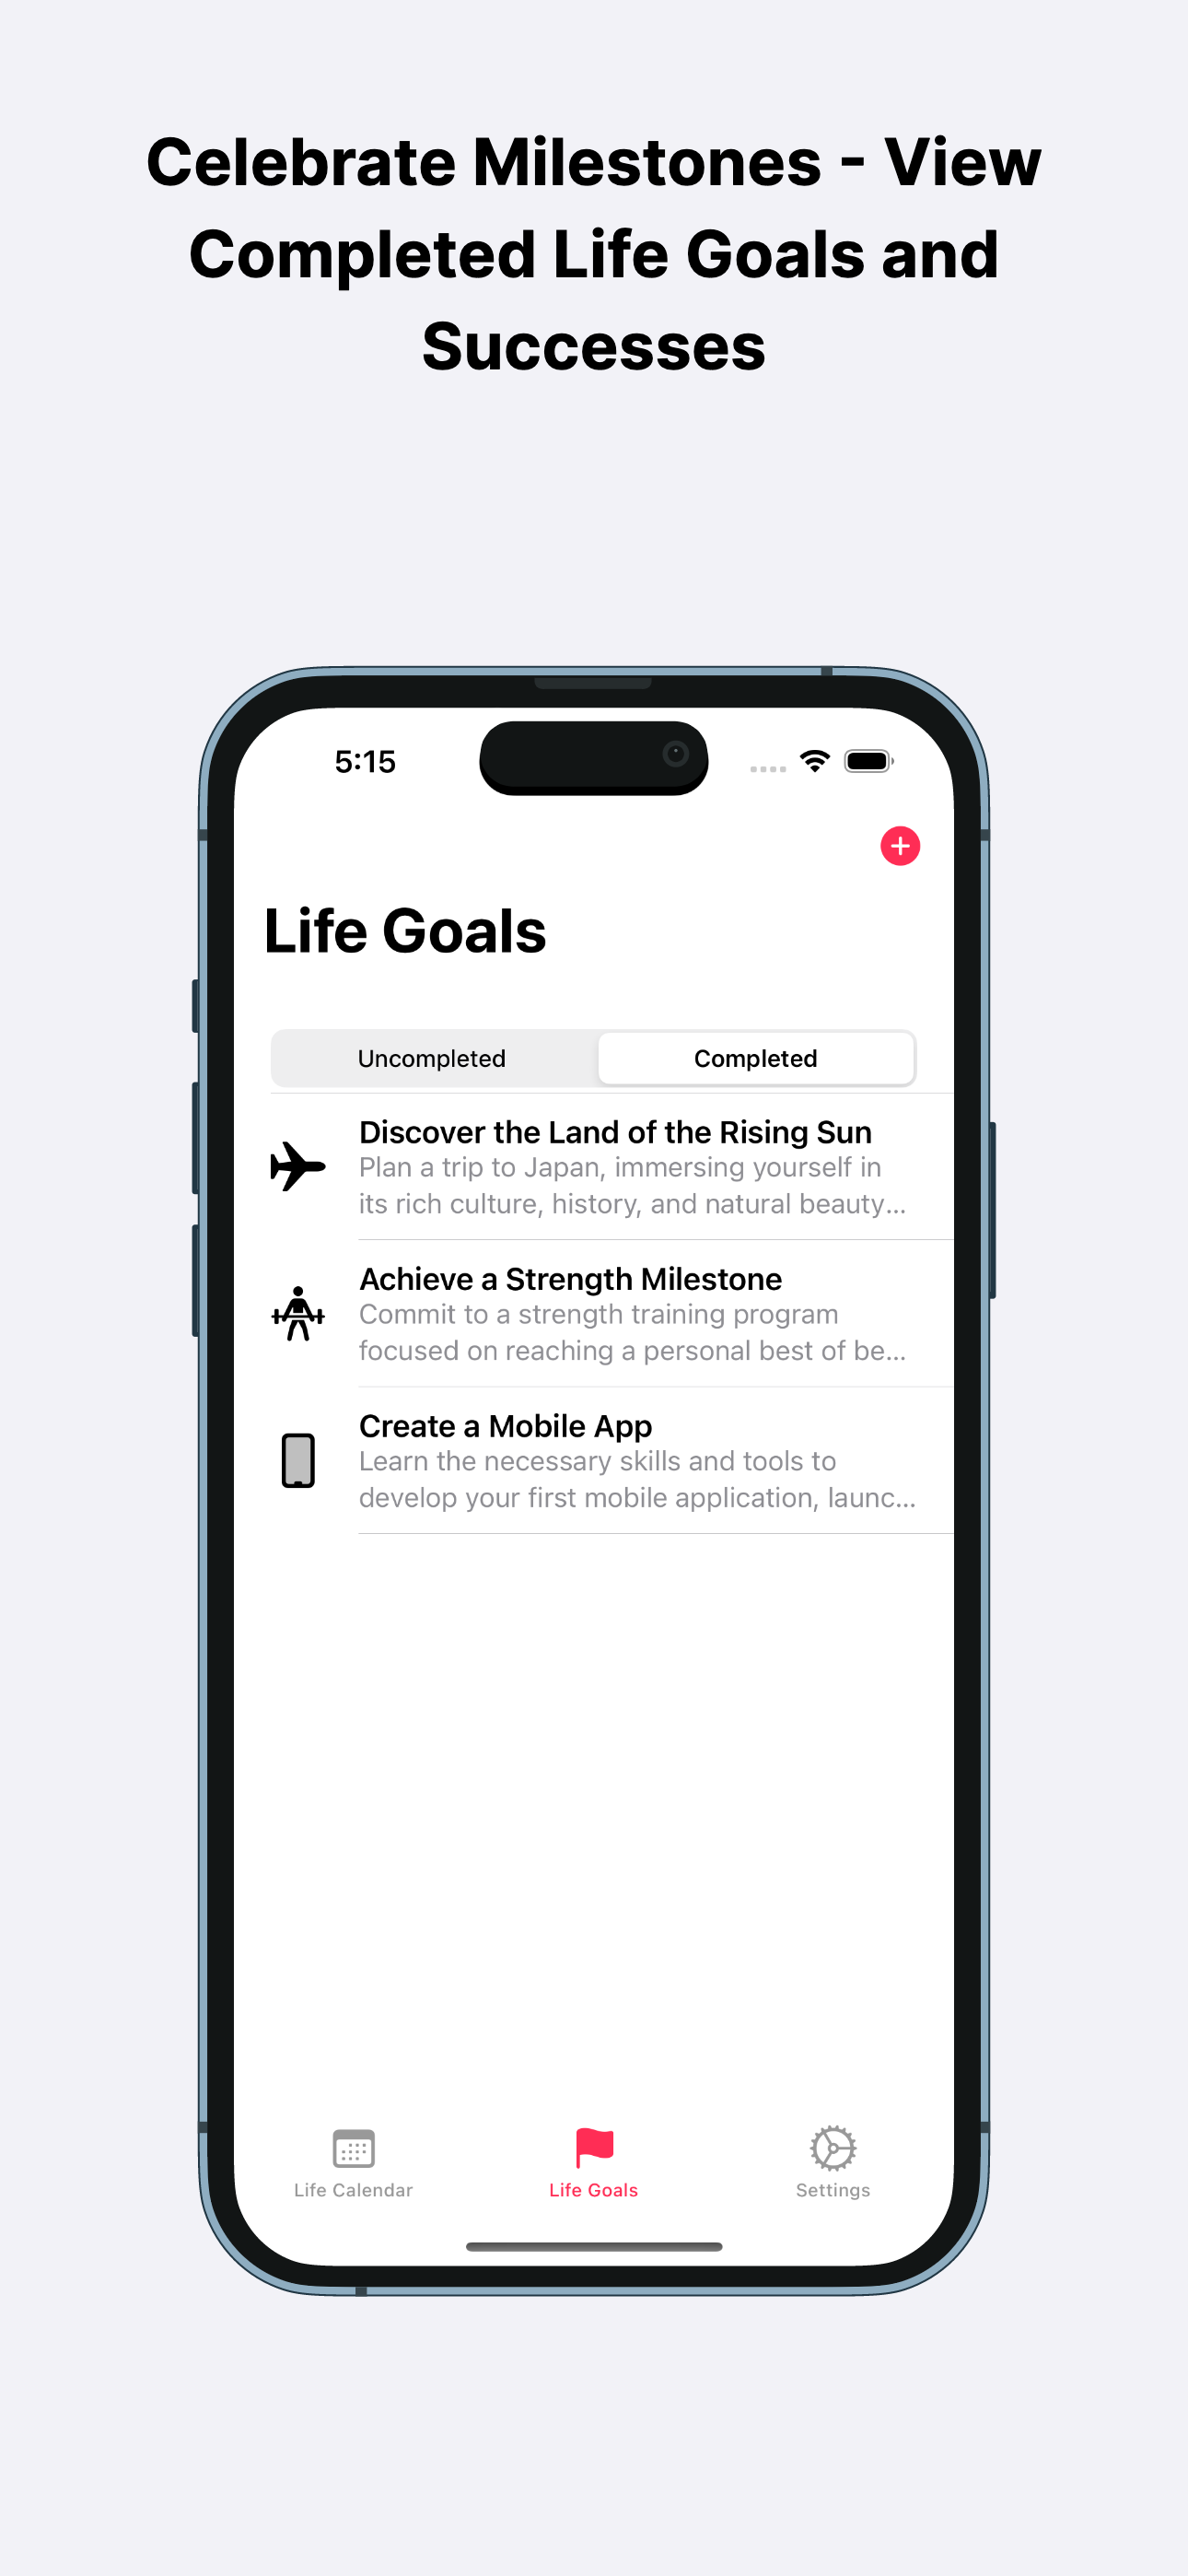 Celebrate Milestones - View
Completed Life Goals and
Successes
5:15
Life Goals
Uncompleted
Completed
Discover the Land of the Rising Sun
Plan a trip to Japan, immersing yourself in
its rich culture, history, and natural beauty...
Achieve a Strength Milestone
Commit to a strength training program
focused on reaching a personal best of be...
Create a Mobile App
Learn the necessary skills and tools to
develop your first mobile application, launc...
Life Calendar
Life Goals
Settings